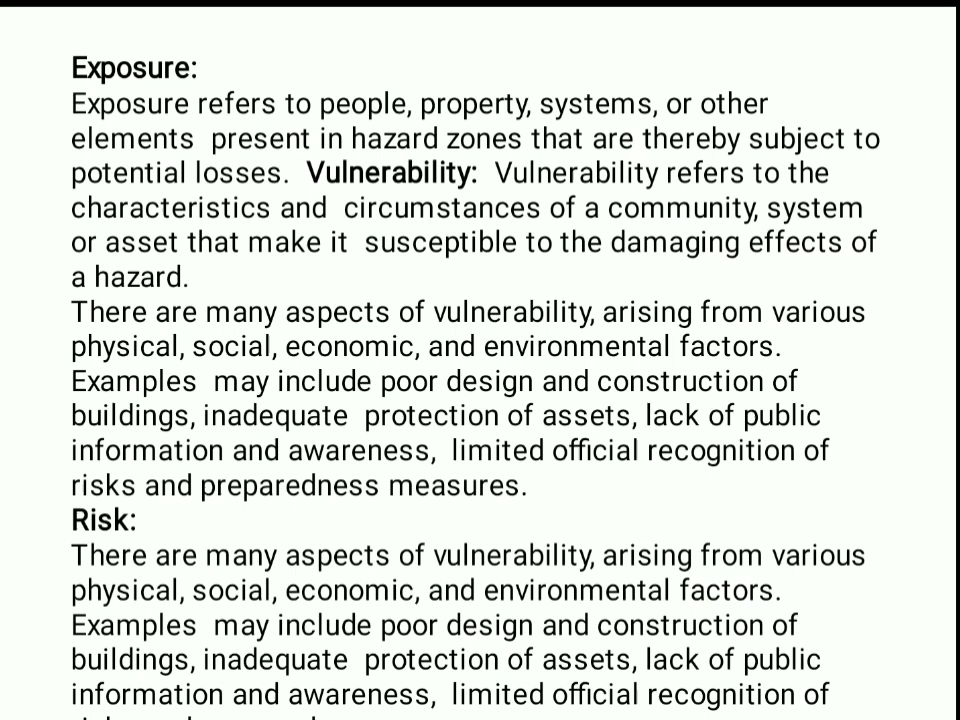 Exposure:
Exposure refers to people, property, systems, or other
elements  present in hazard zones that are thereby subject to
potential losses.  Vulnerability:  Vulnerability refers to the
characteristics and  circumstances of a community, system
or asset that make it  susceptible to the damaging effects of
a hazard.
There are many aspects of vulnerability, arising from various
physical, social, economic, and environmental factors.
Examples  may include poor design and construction of
buildings, inadequate  protection of assets, lack of public
information and awareness,  limited official recognition of
risks and preparedness measures.
Risk:
There are many aspects of vulnerability, arising from various
physical, social, economic, and environmental factors.
Examples  may include poor design and construction of
buildings, inadequate  protection of assets, lack of public
information and awareness,  limited official recognition of